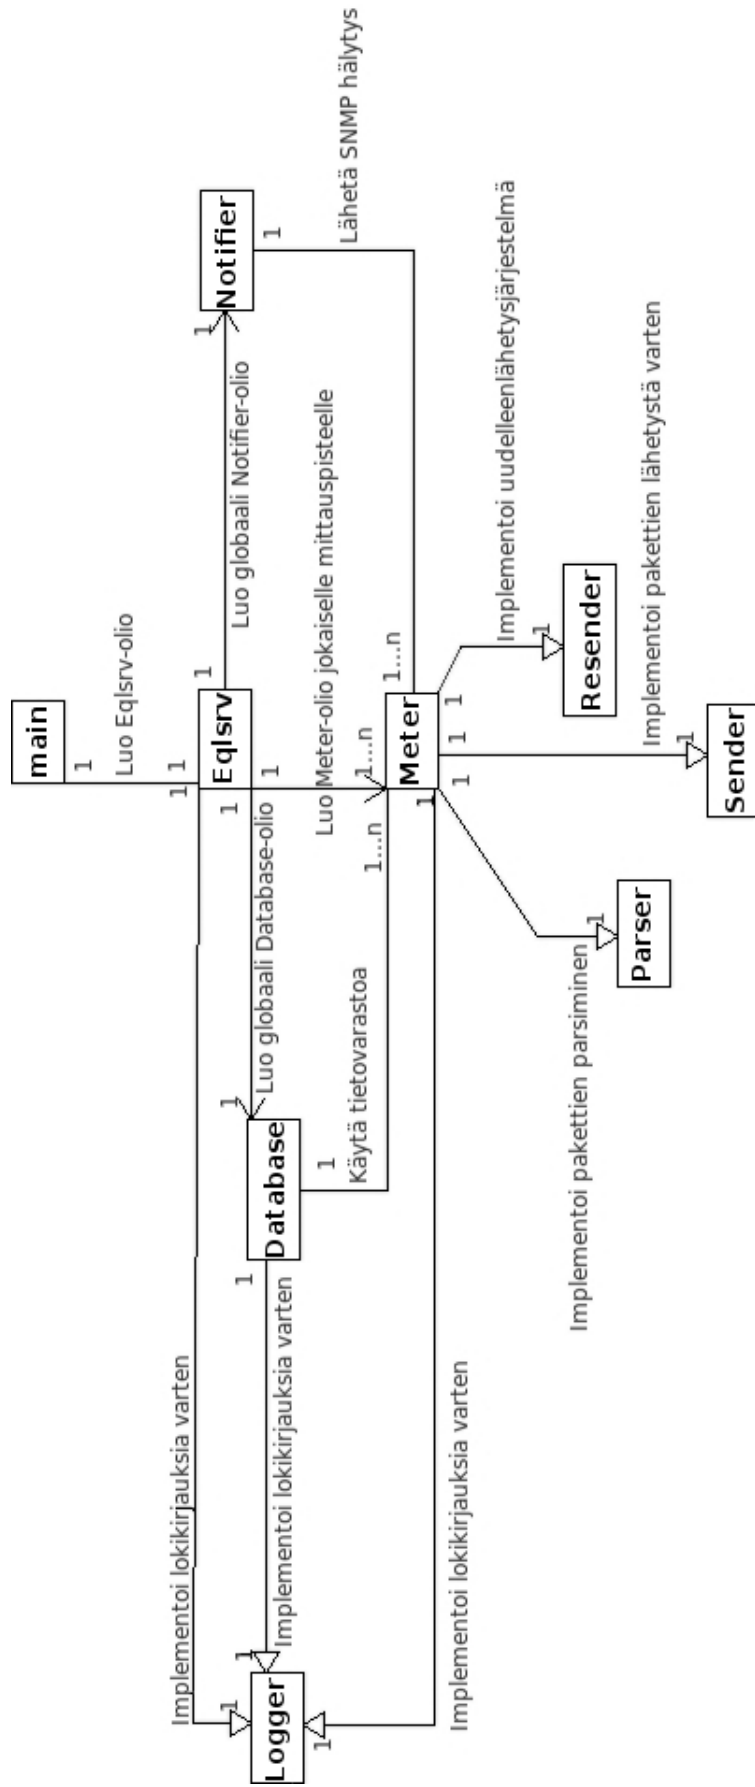 main
1
Luo Eqlsrv-olio
1
1
Eqlsrv
1
1
1
Luo globaali Notifier-olio
1
Notifier
1
Lähetä SNMP hälytys
Luo globaali Database-olio
1
Database
1
1
Käytä tietovarastoa
1...n
Luo Meter-olio jokaiselle mittauspisteelle
1...n
1...n
Meter
1
1
1
1
Implementoi lokikirjauksia varten
1
Implementoi lokikirjauksia varten
1
Logger
1
Implementoi lokikirjauksia varten
Implementoi pakettien parsiminen
1
Parser
Implementoi uudelleenlähetysjärjestelmä
1
Resender
Implementoi pakettien lähetystä varten
1
Sender